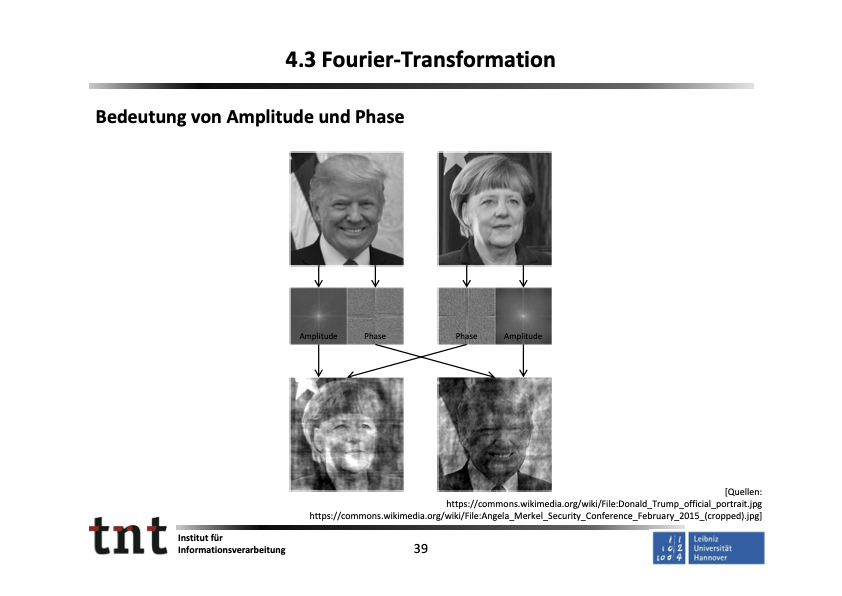 4.3 Fourier-Transformation
Bedeutung von Amplitude und Phase
Amplitude Phase Phase Amplitude
[Quellen:
https://commons.wikimedia.org/wiki/File:Donald_Trump_official_portrait.jpg
https://commons.wikimedia.org/wiki/File:Angela_Merkel_Security_Conference_February_2015_(cropped).jpg]
tnt
Institut für
Informationsverarbeitung
39
Leibniz
Universität
Hannover